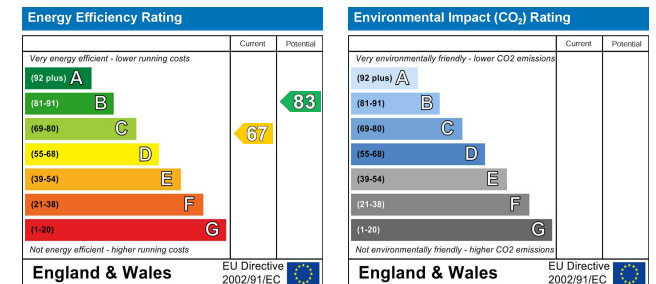 Energy Efficiency Rating
Current Potential
Very energy efficient - lower running costs
(92 plus) A
(81-91) B
83
(69-80) C
67
(55-68) D
(39-54) E
(21-38) F
(1-20) G
Not energy efficient - higher running costs
England & Wales
EU Directive
2002/91/EC
Environmental Impact (CO2) Rating
Current Potential
Very environmentally friendly - lower CO2 emissions
(92 plus) A
(81-91) B
(69-80) C
(55-68) D
(39-54) E
(21-38) F
(1-20) G
Not environmentally friendly - higher CO2 emissions
England & Wales
EU Directive
2002/91/EC